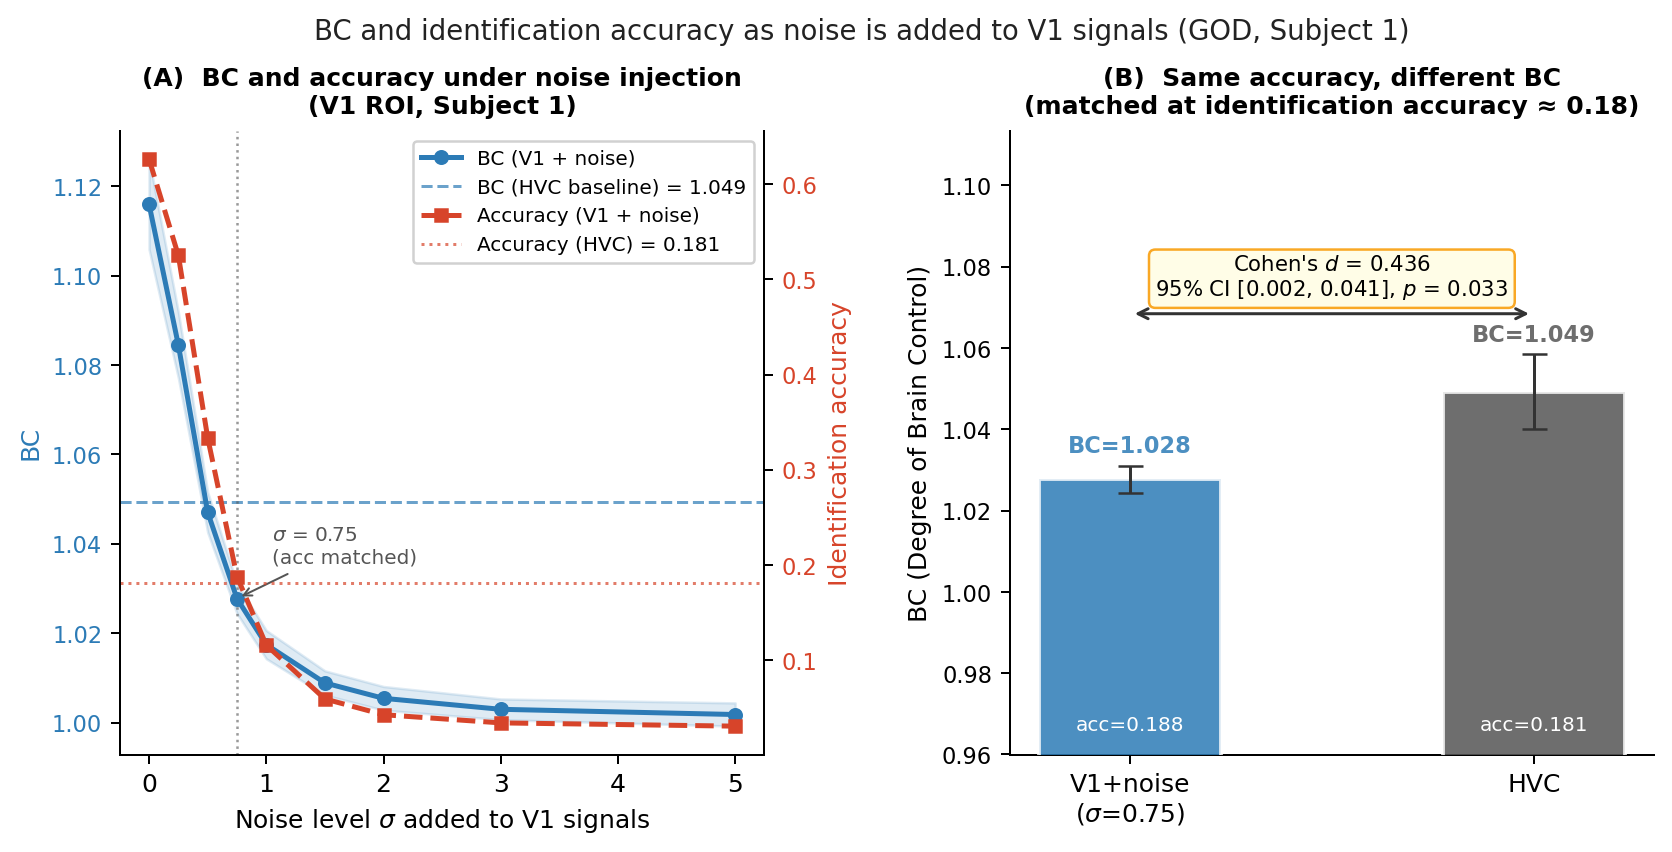 BC and identification accuracy as noise is added to V1 signals (GOD, Subject 1)
(A)  BC and accuracy under noise injection
(V1 ROI, Subject 1)
BC
1.12
1.10
1.08
1.06
1.04
1.02
1.00
BC (V1 + noise)
BC (HVC baseline) = 1.049
Accuracy (V1 + noise)
Accuracy (HVC) = 0.181
σ = 0.75
(acc matched)
0.6
0.5
0.4
0.3
0.2
0.1
Identification accuracy
0 1 2 3 4 5
Noise level σ added to V1 signals
(B)  Same accuracy, different BC
(matched at identification accuracy ≈ 0.18)
BC (Degree of Brain Control)
1.10
1.08
1.06
1.04
1.02
1.00
0.98
0.96
Cohen's d = 0.436
95% CI [0.002, 0.041], p = 0.033
BC=1.028
BC=1.049
acc=0.188
acc=0.181
V1+noise
(σ=0.75)
HVC